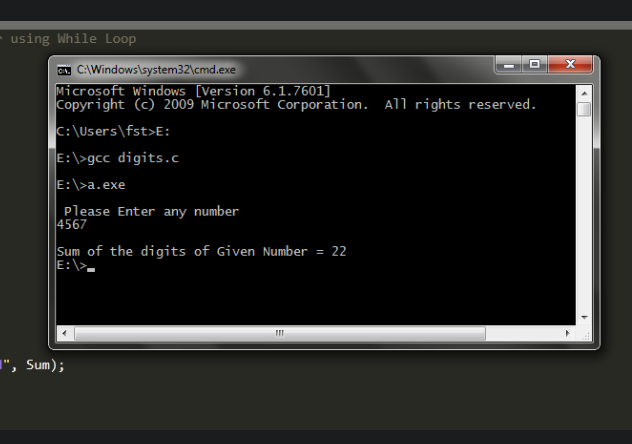 using While Loop
C:\Windows\system32\cmd.exe
Microsoft Windows [Version 6.1.7601]
Copyright (c) 2009 Microsoft Corporation.  All rights reserved.
C:\Users\fst>E:
E:\>gcc digits.c
E:\>a.exe
Please Enter any number
4567
Sum of the digits of Given Number = 22
E:\>
", Sum);